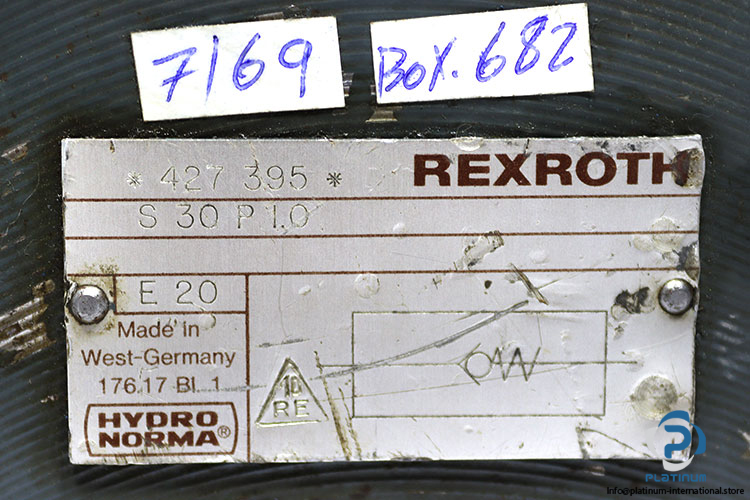 7169
BOX.682
* 427 395 *
REXROTH
S 30 P 1.0
E 20
Made in
West-Germany
176.17 Bl. 1
HYDRO
NORMA®
10
RE
PLATINUM
info@platinum-international.store